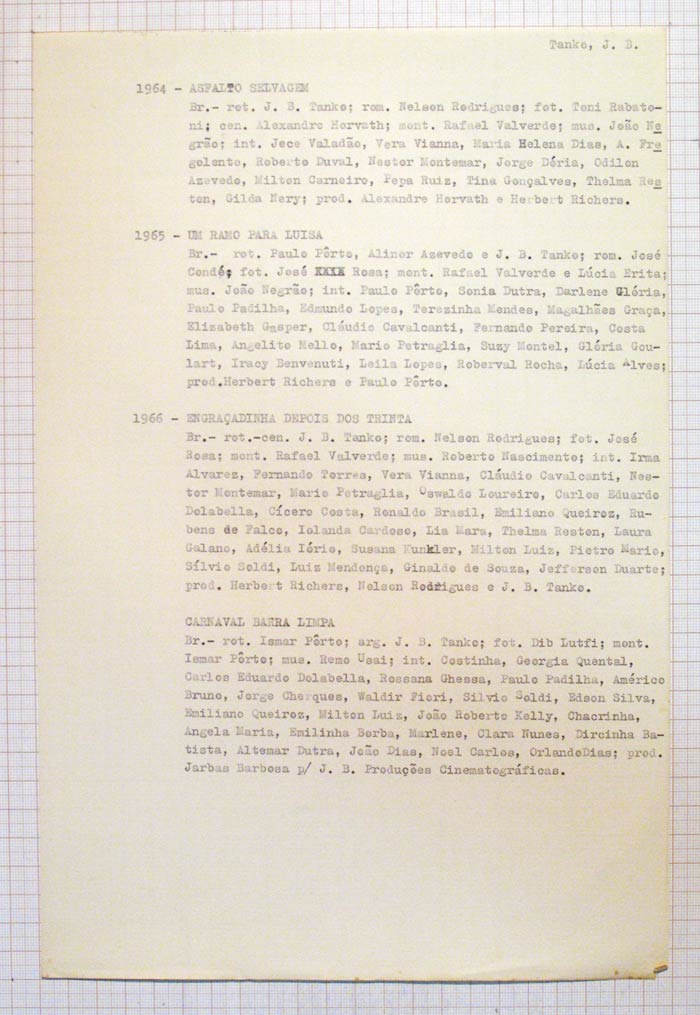 Tanko, J. B.
1964 - ASFALTO SELVAGEM
Br.- rot. J. B. Tanko; rom. Nelson Rodrigues; fot. Toni Rabato-
ni; cen. Alexandre Horvath; mont. Rafael Valverde; mus. João Ne
grão; int. Jece Valadão, Vera Vianna, Maria Helena Dias, A. Fre
golente, Roberto Duval, Nestor Montemar, Jorge Dória, Odilon
Azevedo, Milton Carneiro, Pepa Ruiz, Tina Gonçalves, Thelma Res
ton, Gilda Nery; prod. Alexandre Horvath e Herbert Richers.
1965 - UM RAMO PARA LUISA
Br.- rot. Paulo Pôrto, Alinor Azevedo e J. B. Tanko; rom. José
Condé; fot. José XXXX Rosa; mont. Rafael Valverde e Lúcia Erita;
mus. João Negrão; int. Paulo Pôrto, Sonia Dutra, Darlene Glória,
Paulo Padilha, Edmundo Lopes, Terezinha Mendes, Magalhães Graça,
Elizabeth Gasper, Cláudio Cavalcanti, Fernando Pereira, Costa
Lima, Angelito Mello, Mario Petraglia, Suzy Montel, Glória Gou-
lart, Iracy Benvenuti, Leila Lopes, Roberval Rocha, Lúcia Alves;
prod.Herbert Richers e Paulo Pôrto.
1966 - ENGRAÇADINHA DEPOIS DOS TRINTA
Br.- rot.-cen. J. B. Tanko; rom. Nelson Rodrigues; fot. José
Rosa; mont. Rafael Valverde; mus. Roberto Nascimento; int. Irma
Alvarez, Fernando Torres, Vera Vianna, Cláudio Cavalcanti, Nes-
tor Montemar, Mario Petraglia, Oswaldo Loureiro, Carlos Eduardo
Dolabella, Cícero Costa, Ronaldo Brasil, Emiliano Queiroz, Ru-
bens de Falco, Iolanda Cardoso, Lia Mara, Thelma Reston, Laura
Galano, Adélia Iório, Susana Kunkler, Milton Luiz, Pietro Mario,
Sílvio Soldi, Luiz Mendonça, Ginaldo de Souza, Jefferson Duarte;
prod. Herbert Richers, Nelson Rodrigues e J. B. Tanko.
CARNAVAL BARRA LIMPA
Br.- rot. Ismar Pôrto; arg. J. B. Tanko; fot. Dib Lutfi; mont.
Ismar Pôrto; mus. Remo Usai; int. Costinha, Georgia Quental,
Carlos Eduardo Dolabella, Rossana Ghessa, Paulo Padilha, Américo
Bruno, Jorge Cherques, Waldir Fiori, Silvio Soldi, Edson Silva,
Emiliano Queiroz, Milton Luiz, João Roberto Kelly, Chacrinha,
Angela Maria, Emilinha Borba, Marlene, Clara Nunes, Dircinha Ba-
tista, Altemar Dutra, João Dias, Noel Carlos, OrlandoDias; prod.
Jarbas Barbosa p/ J. B. Produções Cinematográficas.